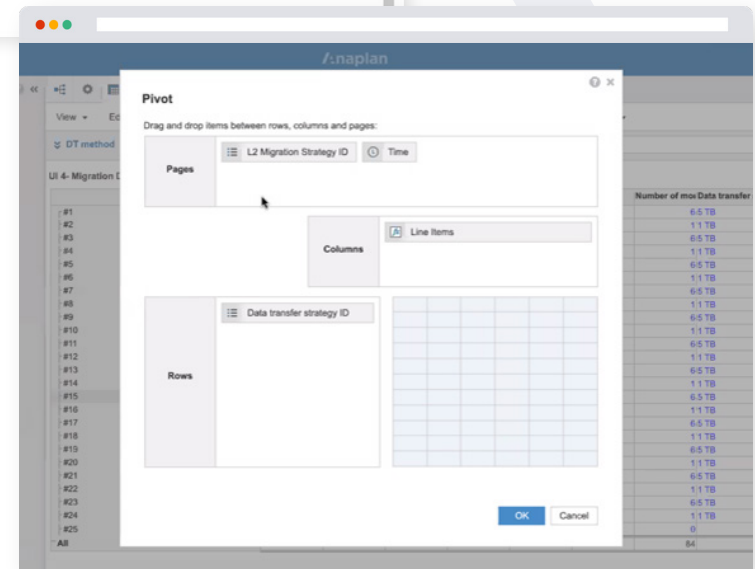 Anaplan
Pivot
Drag and drop items between rows, columns and pages:
Pages
L2 Migration Strategy ID
Time
Columns
Line Items
Rows
Data transfer strategy ID
OK
Cancel
View
DT method
UI 4- Migration D
Number of mo Data transfer
#1 6 5 TB
#2 1 1 TB
#3 6 5 TB
#4 1 1 TB
#5 6 5 TB
#6 1 1 TB
#7 6 5 TB
#8 1 1 TB
#9 6 5 TB
#10 1 1 TB
#11 6 5 TB
#12 1 1 TB
#13 6 5 TB
#14 1 1 TB
#15 6 5 TB
#16 1 1 TB
#17 6 5 TB
#18 1 1 TB
#19 6 5 TB
#20 1 1 TB
#21 6 5 TB
#22 1 1 TB
#23 6 5 TB
#24 1 1 TB
#25 0
All 84